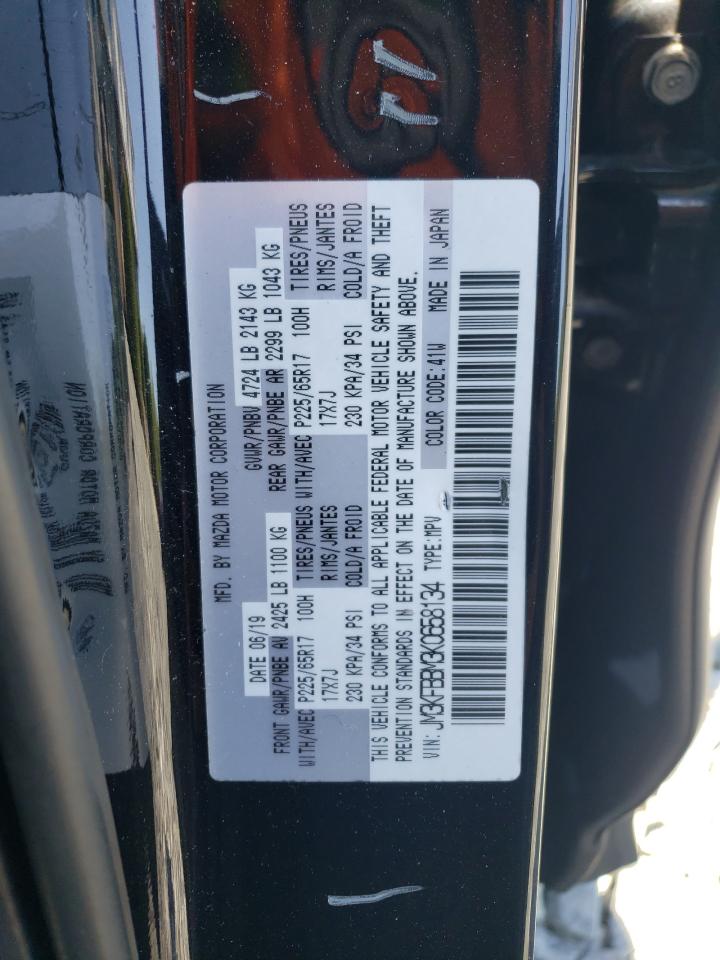 MFD. BY MAZDA MOTOR CORPORATION
DATE 06/19 GVWR/PNBV 4724 LB 2143 KG
FRONT GAWR/PNBE AV 2425 LB 1100 KG REAR GAWR/PNBE AR 2299 LB 1043 KG
WITH/AVEC P225/65R17 100H TIRES/PNEUS WITH/AVEC P225/65R17 100H TIRES/PNEUS
17X7J RIMS/JANTES 17X7J RIMS/JANTES
230 KPA/34 PSI COLD/A FROID 230 KPA/34 PSI COLD/A FROID
THIS VEHICLE CONFORMS TO ALL APPLICABLE FEDERAL MOTOR VEHICLE SAFETY AND THEFT
PREVENTION STANDARDS IN EFFECT ON THE DATE OF MANUFACTURE SHOWN ABOVE.
VIN: JM3KFBBM3K0658134 TYPE:MPV COLOR CODE:41W MADE IN JAPAN